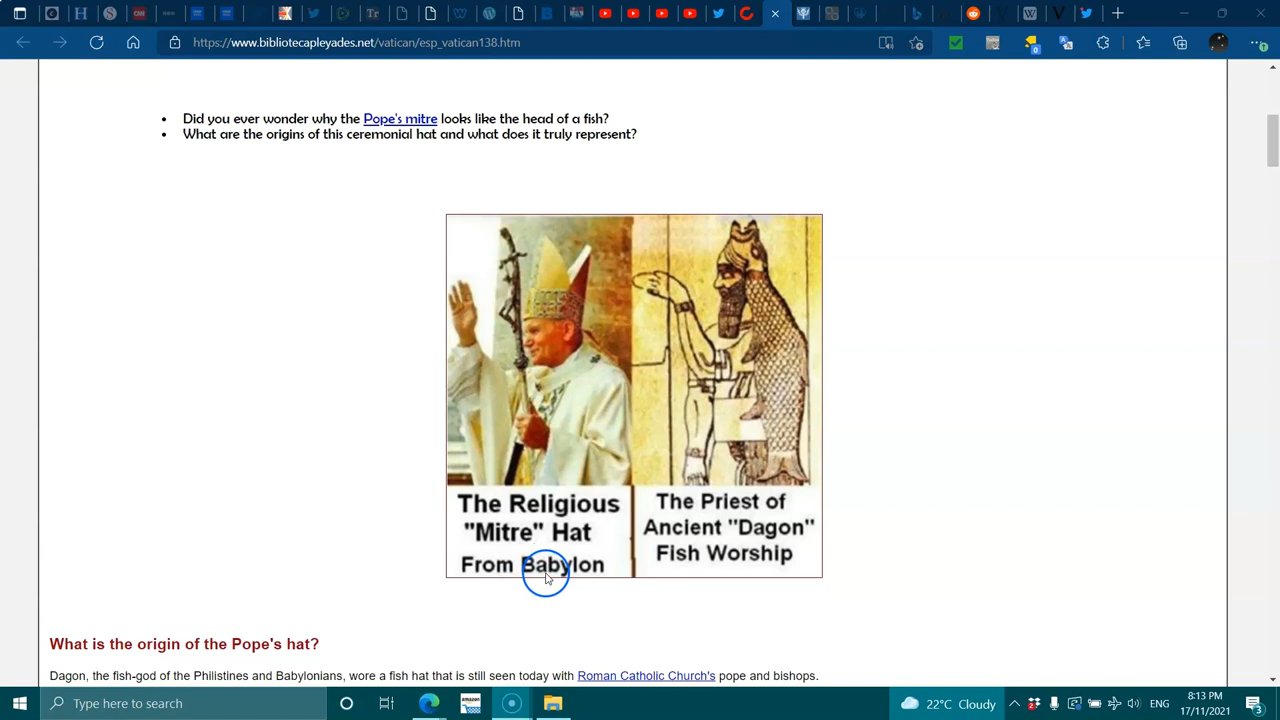 https://www.bibliotecapleyades.net/vatican/esp_vatican138.htm
• Did you ever wonder why the Pope's mitre looks like the head of a fish?
• What are the origins of this ceremonial hat and what does it truly represent?
The Religious
"Mitre" Hat
From Babylon
The Priest of
Ancient "Dagon"
Fish Worship
What is the origin of the Pope's hat?
Dagon, the fish-god of the Philistines and Babylonians, wore a fish hat that is still seen today with Roman Catholic Church's pope and bishops.
Type here to search
amazon
22°C Cloudy
ENG
8:13 PM
17/11/2021